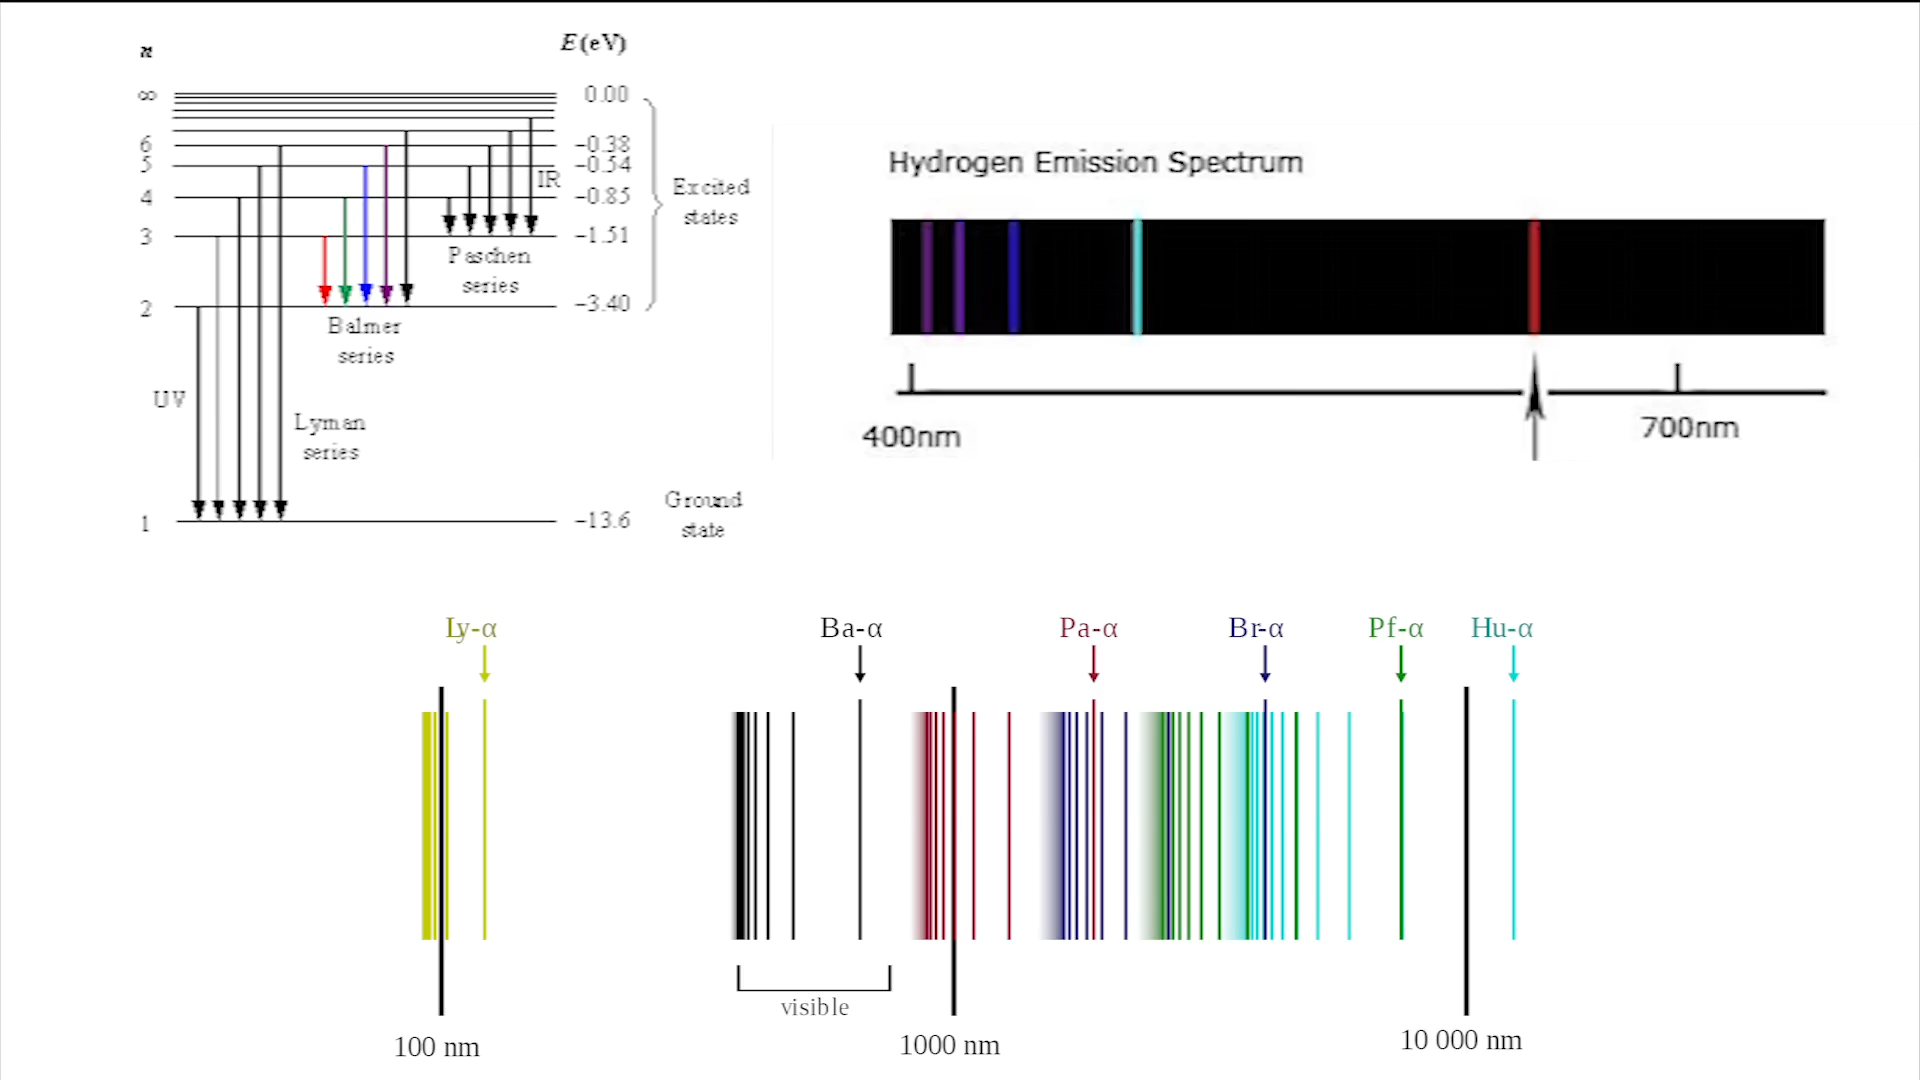 n
E(eV)
∞
0.00
6
−0.38
5
−0.54
IR
4
−0.85
Excited
states
3
−1.51
Paschen
series
2
−3.40
Balmer
series
UV
Lyman
series
1
−13.6
Ground
state
Hydrogen Emission Spectrum
400nm
700nm
Ly-α
Ba-α
Pa-α
Br-α
Pf-α
Hu-α
visible
100 nm
1000 nm
10 000 nm